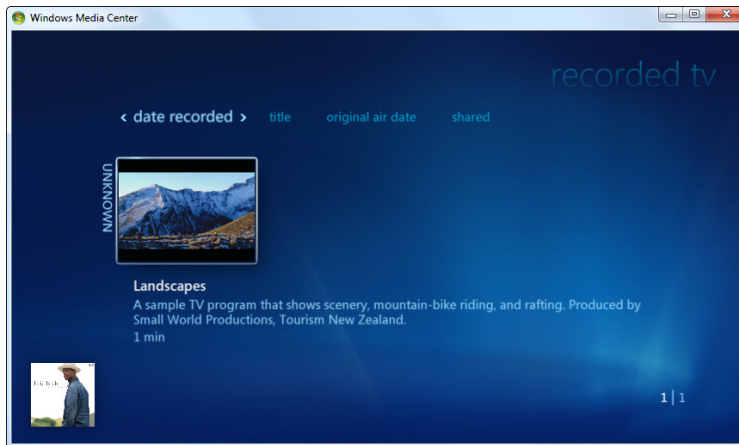 Windows Media Center
recorded tv
< date recorded > title original air date shared
UNKNOWN
Landscapes
A sample TV program that shows scenery, mountain-bike riding, and rafting. Produced by
Small World Productions, Tourism New Zealand.
1 min
1 | 1